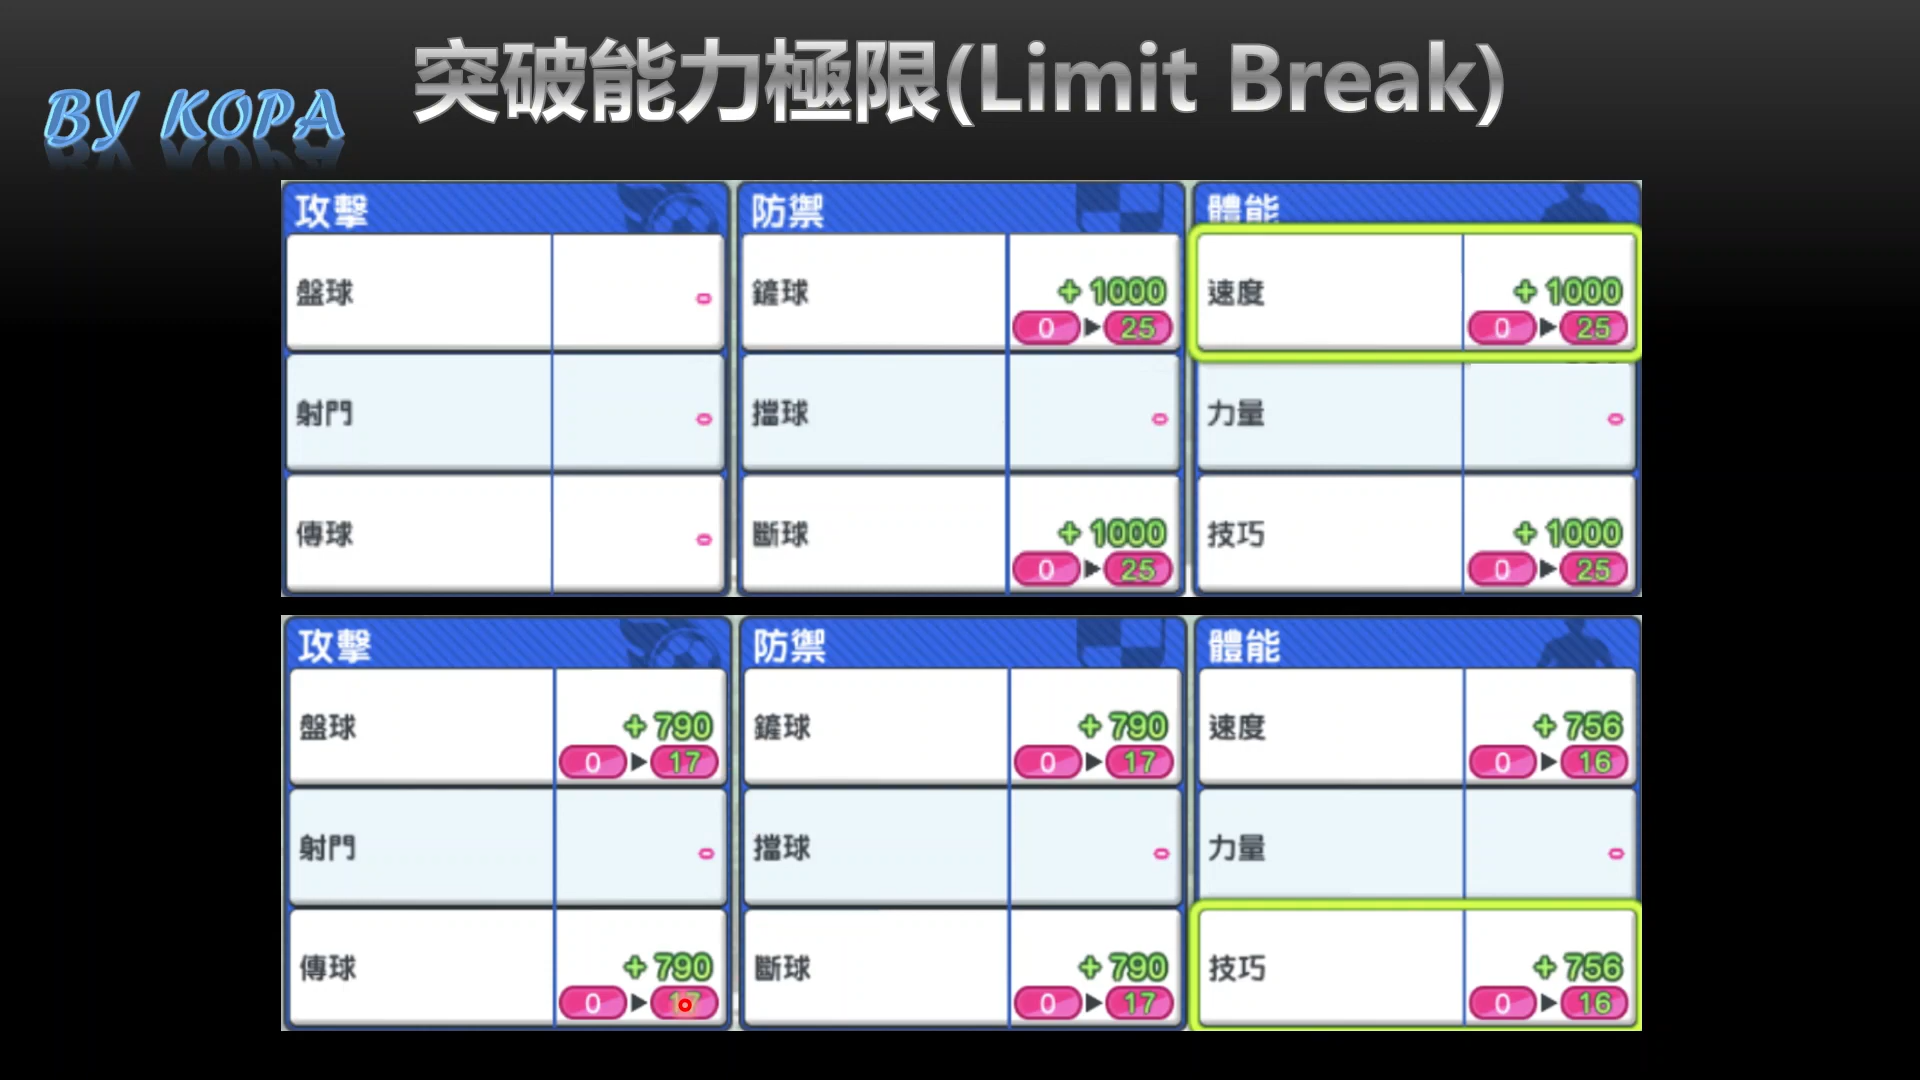 突破能力極限(Limit Break)
BY KOPA
攻擊 防禦 體能
盤球 - 鏟球 +1000 0 ▶ 25 速度 +1000 0 ▶ 25
射門 - 擋球 - 力量 -
傳球 - 斷球 +1000 0 ▶ 25 技巧 +1000 0 ▶ 25
攻擊 防禦 體能
盤球 +790 0 ▶ 17 鏟球 +790 0 ▶ 17 速度 +756 0 ▶ 16
射門 - 擋球 - 力量 -
傳球 +790 0 ▶ 17 斷球 +790 0 ▶ 17 技巧 +756 0 ▶ 16